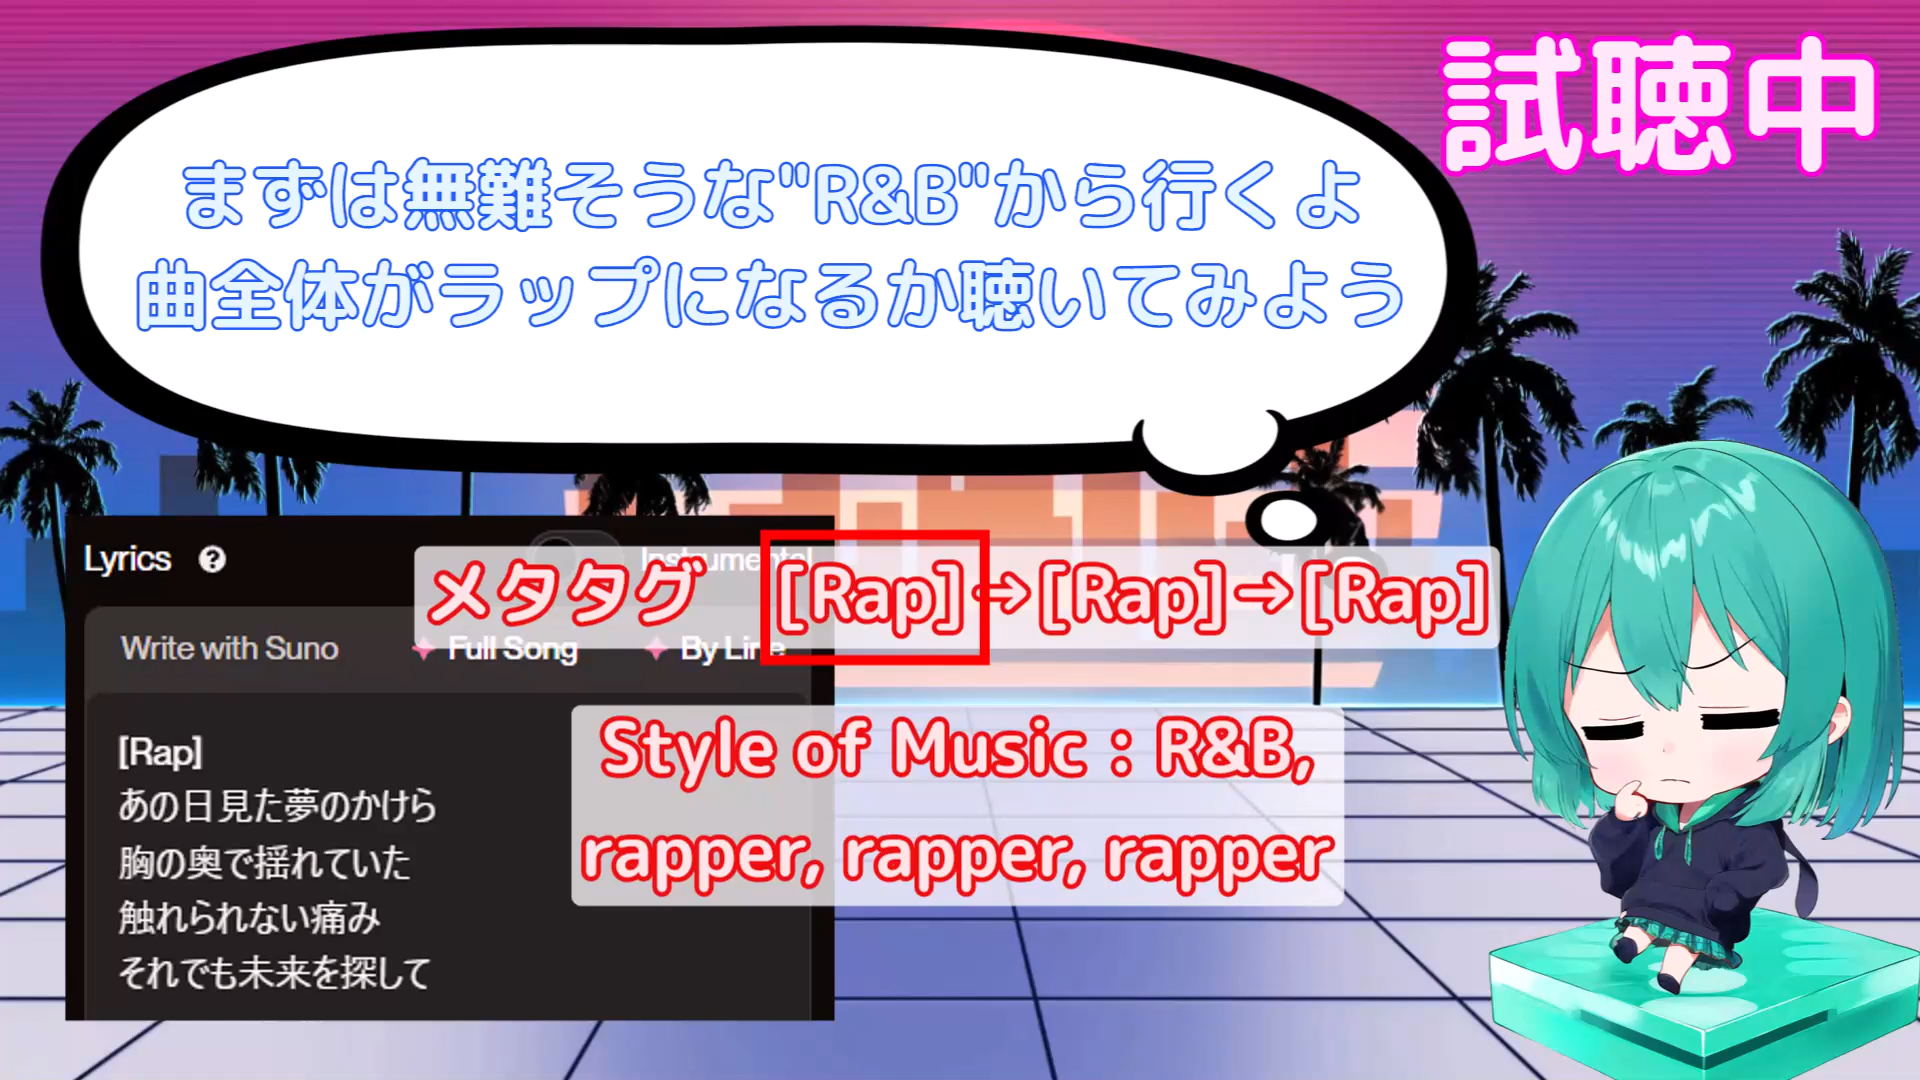 試聴中
まずは無難そうな"R&B"から行くよ
曲全体がラップになるか聴いてみよう
Lyrics ?
Instrumental
メタタグ [Rap]→[Rap]→[Rap]
Write with Suno Full Song By Line
Style of Music : R&B,
rapper, rapper, rapper
[Rap]
あの日見た夢のかけら
胸の奥で揺れていた
触れられない痛み
それでも未来を探して